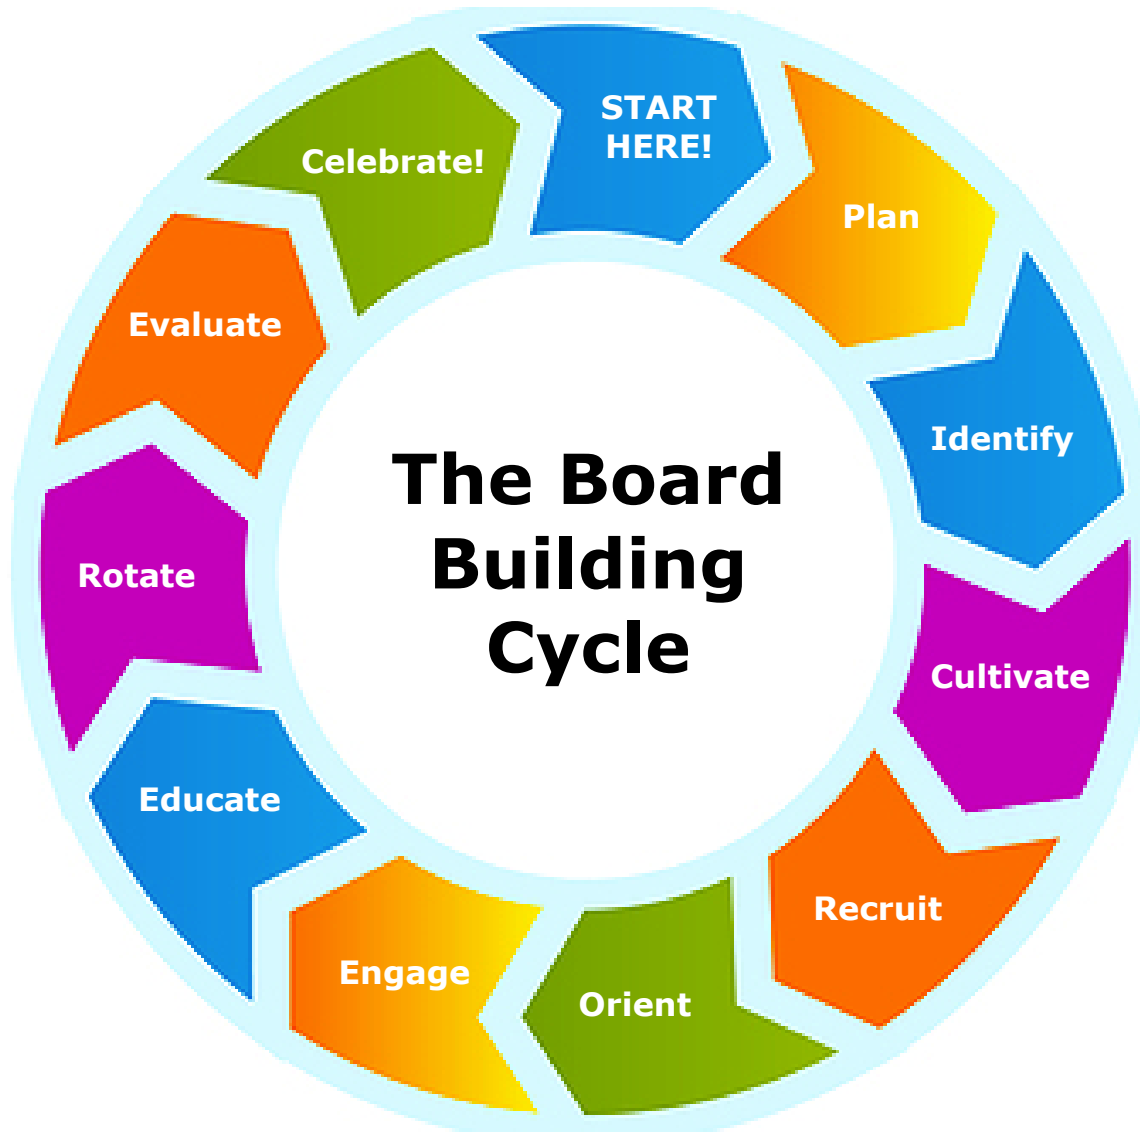 START
HERE!
Plan
Identify
Cultivate
Recruit
Orient
Engage
Educate
Rotate
Evaluate
Celebrate!
The Board
Building
Cycle